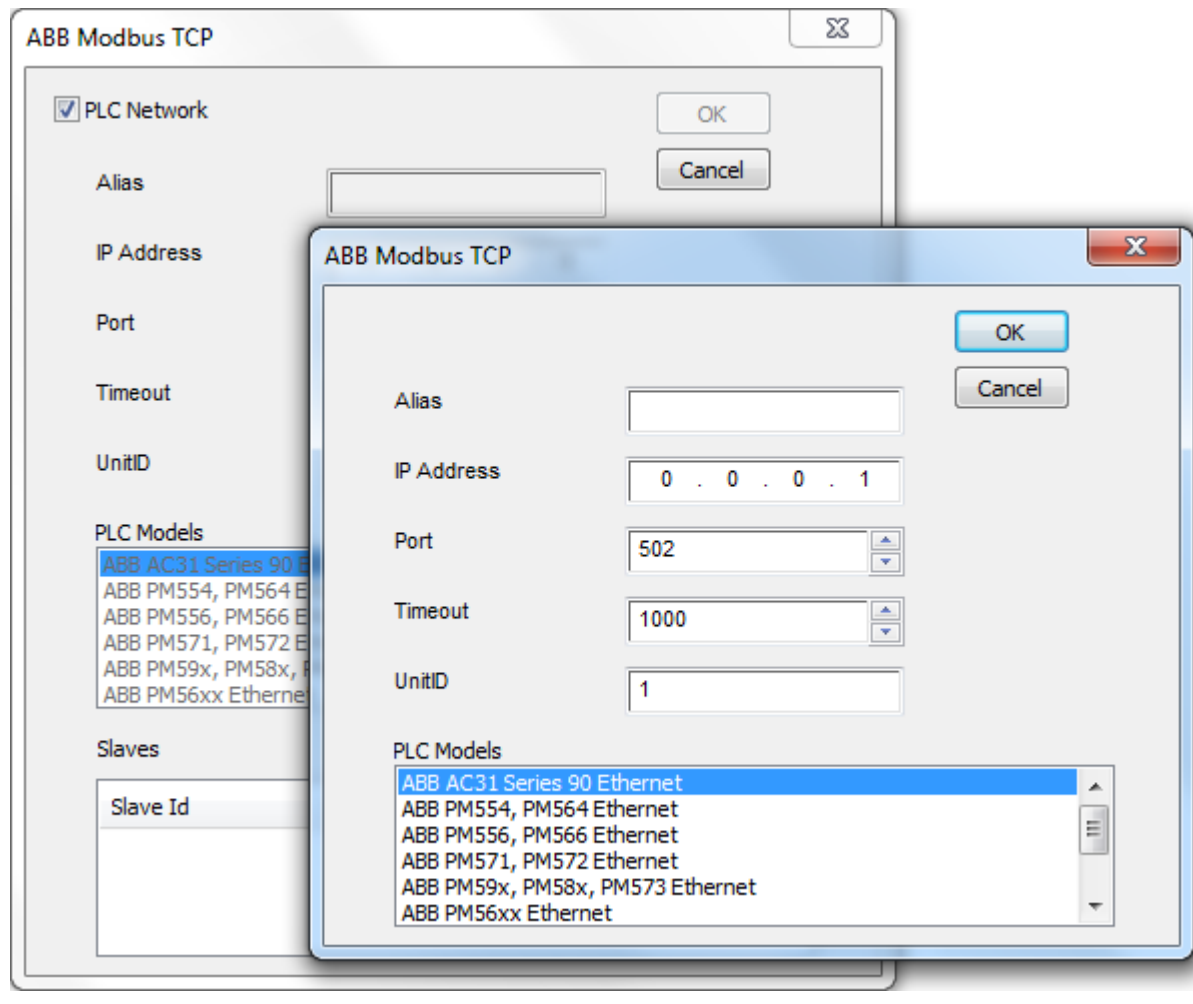 ABB Modbus TCP
PLC Network
OK
Cancel
Alias
IP Address
Port
Timeout
UnitID
PLC Models
ABB AC31 Series 90 E
ABB PM554, PM564 E
ABB PM556, PM566 E
ABB PM571, PM572 E
ABB PM59x, PM58x,
ABB PM56xx Etherne
Slaves
Slave Id
ABB Modbus TCP
OK
Cancel
Alias
IP Address 0 . 0 . 0 . 1
Port 502
Timeout 1000
UnitID 1
PLC Models
ABB AC31 Series 90 Ethernet
ABB PM554, PM564 Ethernet
ABB PM556, PM566 Ethernet
ABB PM571, PM572 Ethernet
ABB PM59x, PM58x, PM573 Ethernet
ABB PM56xx Ethernet